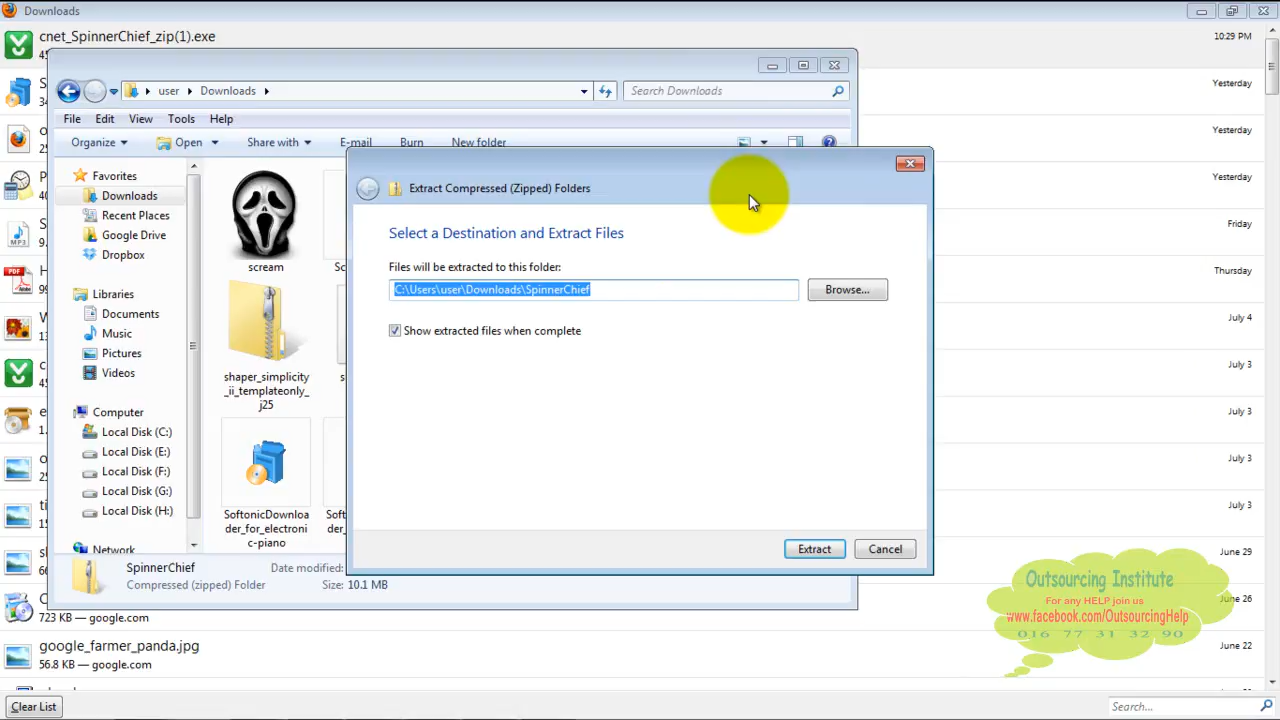 Downloads
cnet_SpinnerChief_zip(1).exe
10:29 PM
Yesterday
Yesterday
Yesterday
Friday
Thursday
July 4
July 3
July 3
July 3
July 3
June 29
June 26
723 KB — google.com
google_farmer_panda.jpg
56.8 KB — google.com
June 22
Clear List
Search...
user
Downloads
Search Downloads
File Edit View Tools Help
Organize Open Share with E-mail Burn New folder
Favorites
Downloads
Recent Places
Google Drive
Dropbox
Libraries
Documents
Music
Pictures
Videos
Computer
Local Disk (C:)
Local Disk (E:)
Local Disk (F:)
Local Disk (G:)
Local Disk (H:)
Network
scream
shaper_simplicity
_ii_templateonly_
j25
SoftonicDownlo
ader_for_electroni
c-piano
SpinnerChief
Date modified:
Compressed (zipped) Folder
Size: 10.1 MB
Extract Compressed (Zipped) Folders
Select a Destination and Extract Files
Files will be extracted to this folder:
C:\Users\user\Downloads\SpinnerChief
Browse...
Show extracted files when complete
Extract
Cancel
Outsourcing Institute
For any HELP join us
www.facebook.com/OutsourcingHelp
016 77 31 32 90